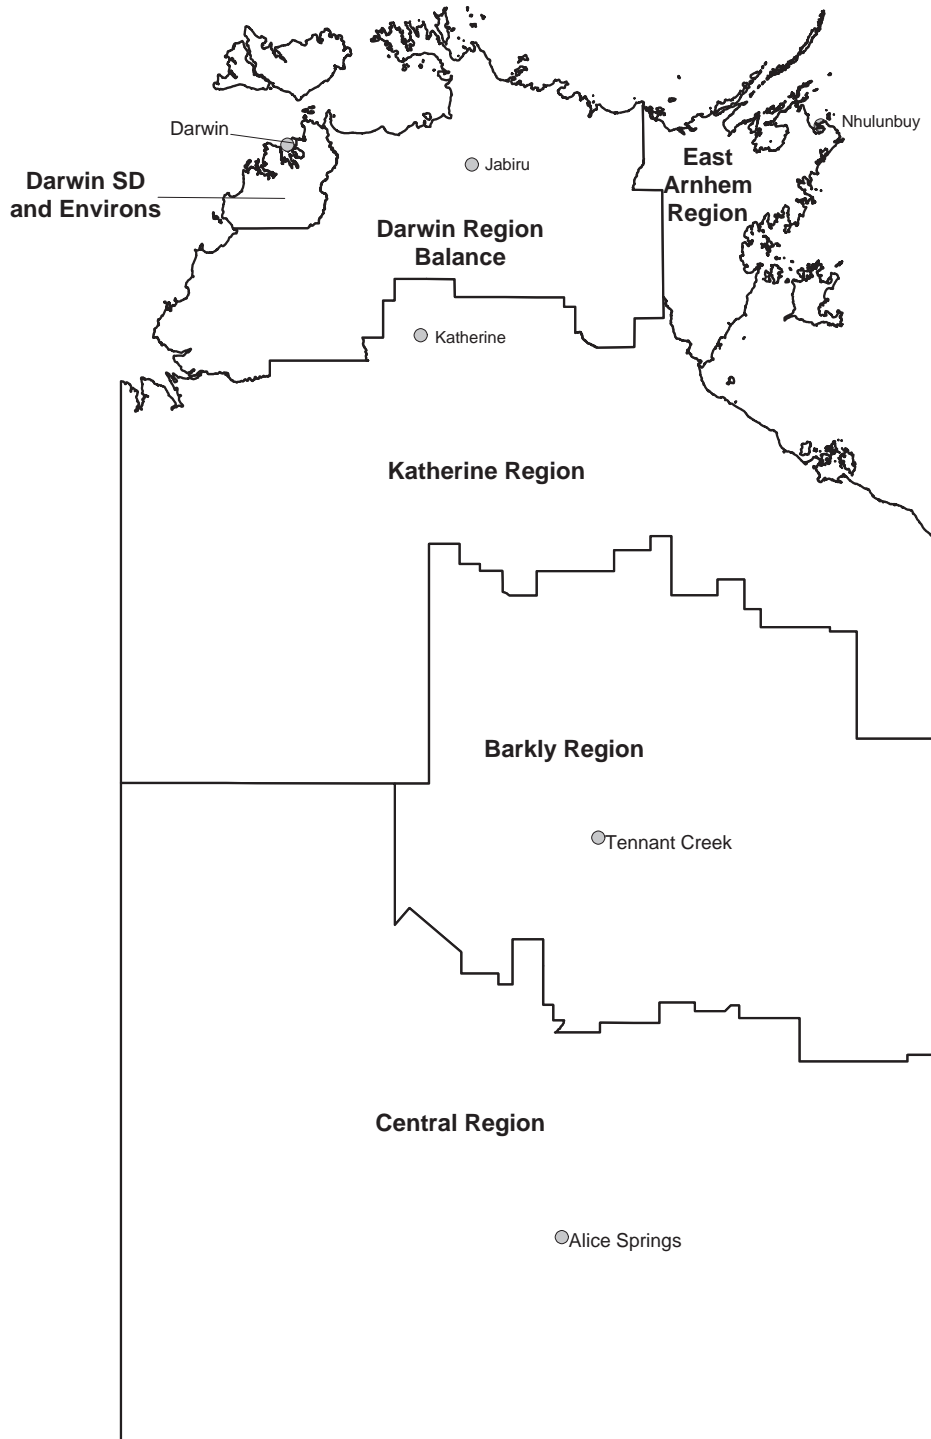 Nhulunbuy
Darwin
East
Arnhem
Region
Jabiru
Darwin SD
and Environs
Darwin Region
Balance
Katherine
Katherine Region
Barkly Region
Tennant Creek
Central Region
Alice Springs